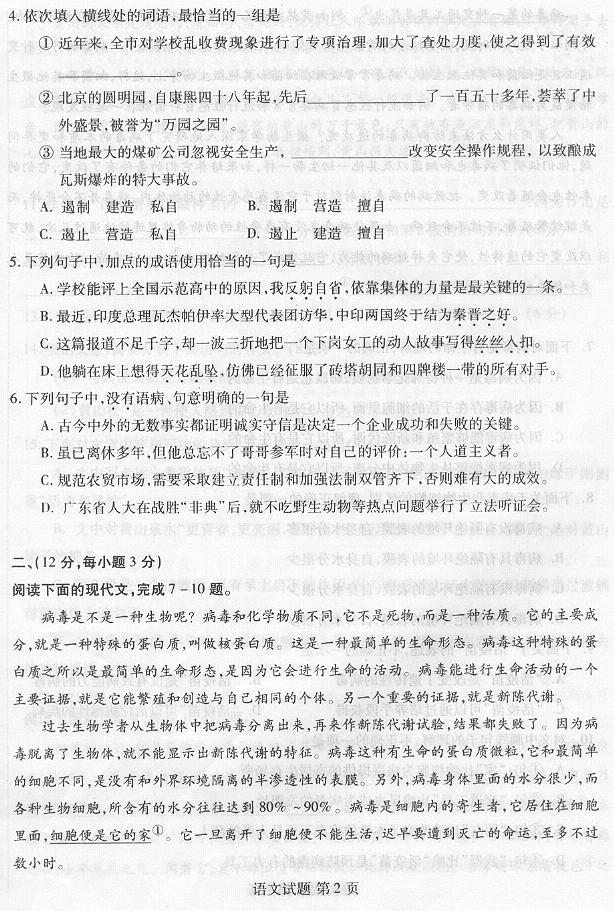 4.依次填入横线处的词语,最恰当的一组是
① 近年来,全市对学校乱收费现象进行了专项治理,加大了查处力度,使之得到了有效
____________。
② 北京的圆明园,自康熙四十八年起,先后____________了一百五十多年,荟萃了中
外盛景,被誉为“万园之园”。
③ 当地最大的煤矿公司忽视安全生产,____________改变安全操作规程，以致酿成
瓦斯爆炸的特大事故。
A. 遏制 营造 私自 B. 遏制 营造 擅自
C. 遏止 营建 私自 D. 遏止 营建 擅自
5.下列句子中,加点的成语使用恰当的一句是
A.学校能评上全国示范高中的原因,我反躬自省,依靠集体的力量是最关键的一条。
B.最近,印度总理瓦杰帕伊率大型代表团访华,中印两国终于结为秦晋之好。
C.这篇报道不足千字,却一波三折地把一个下岗女工的动人故事写得丝丝入扣。
D.他躺在床上想得天花乱坠,仿佛已经征服了砖塔胡同和四牌楼一带的所有对手。
6.下列句子中,没有语病,句意明确的一句是
A.古今中外的无数事实都证明诚实守信是决定一个企业成功和失败的关键。
B.虽已离休多年,但他总忘不了哥哥参军时对自己的评价:一个人道主义者。
C.规范农贸市场,需要采取建立责任制和加强法制双管齐下,否则难有大的成效。
D. 广东省人大在战胜“非典”后,就不吃野生动物等热点问题举行了立法听证会。
二、(12分,每小题3分)
阅读下面的现代文,完成7－10题。
病毒是不是一种生物呢？病毒和化学物质不同,它不是死物,而是一种活质。它的主要成
分,就是一种特殊的蛋白质,叫做核蛋白质。这是一种最简单的生命形态。病毒这种特殊的蛋
白质之所以是最简单的生命形态,是因为它会进行生命的活动。病毒能进行生命活动的一个
主要证据,就是它能繁殖和创造与自己相同的个体。另一个重要的证据,就是新陈代谢。
过去生物学者从生物体中把病毒分离出来,再来作新陈代谢试验,结果都失败了。因为病
毒脱离了生物体,就不能显示出新陈代谢的特征。病毒这种有生命的蛋白质微粒,它和最简单
的细胞不同,是没有和外界环境隔离的半渗透性的表膜。另外,病毒身体里面的水分很少,而
各种生物细胞,所含有的水分往往达到80%～90%。病毒是细胞内的寄生者,它居住在细胞
里面,细胞便是它的家①。它一旦离开了细胞便不能生活,迟早要遭到灭亡的命运,至多不过
数小时。
语文试题 第2页